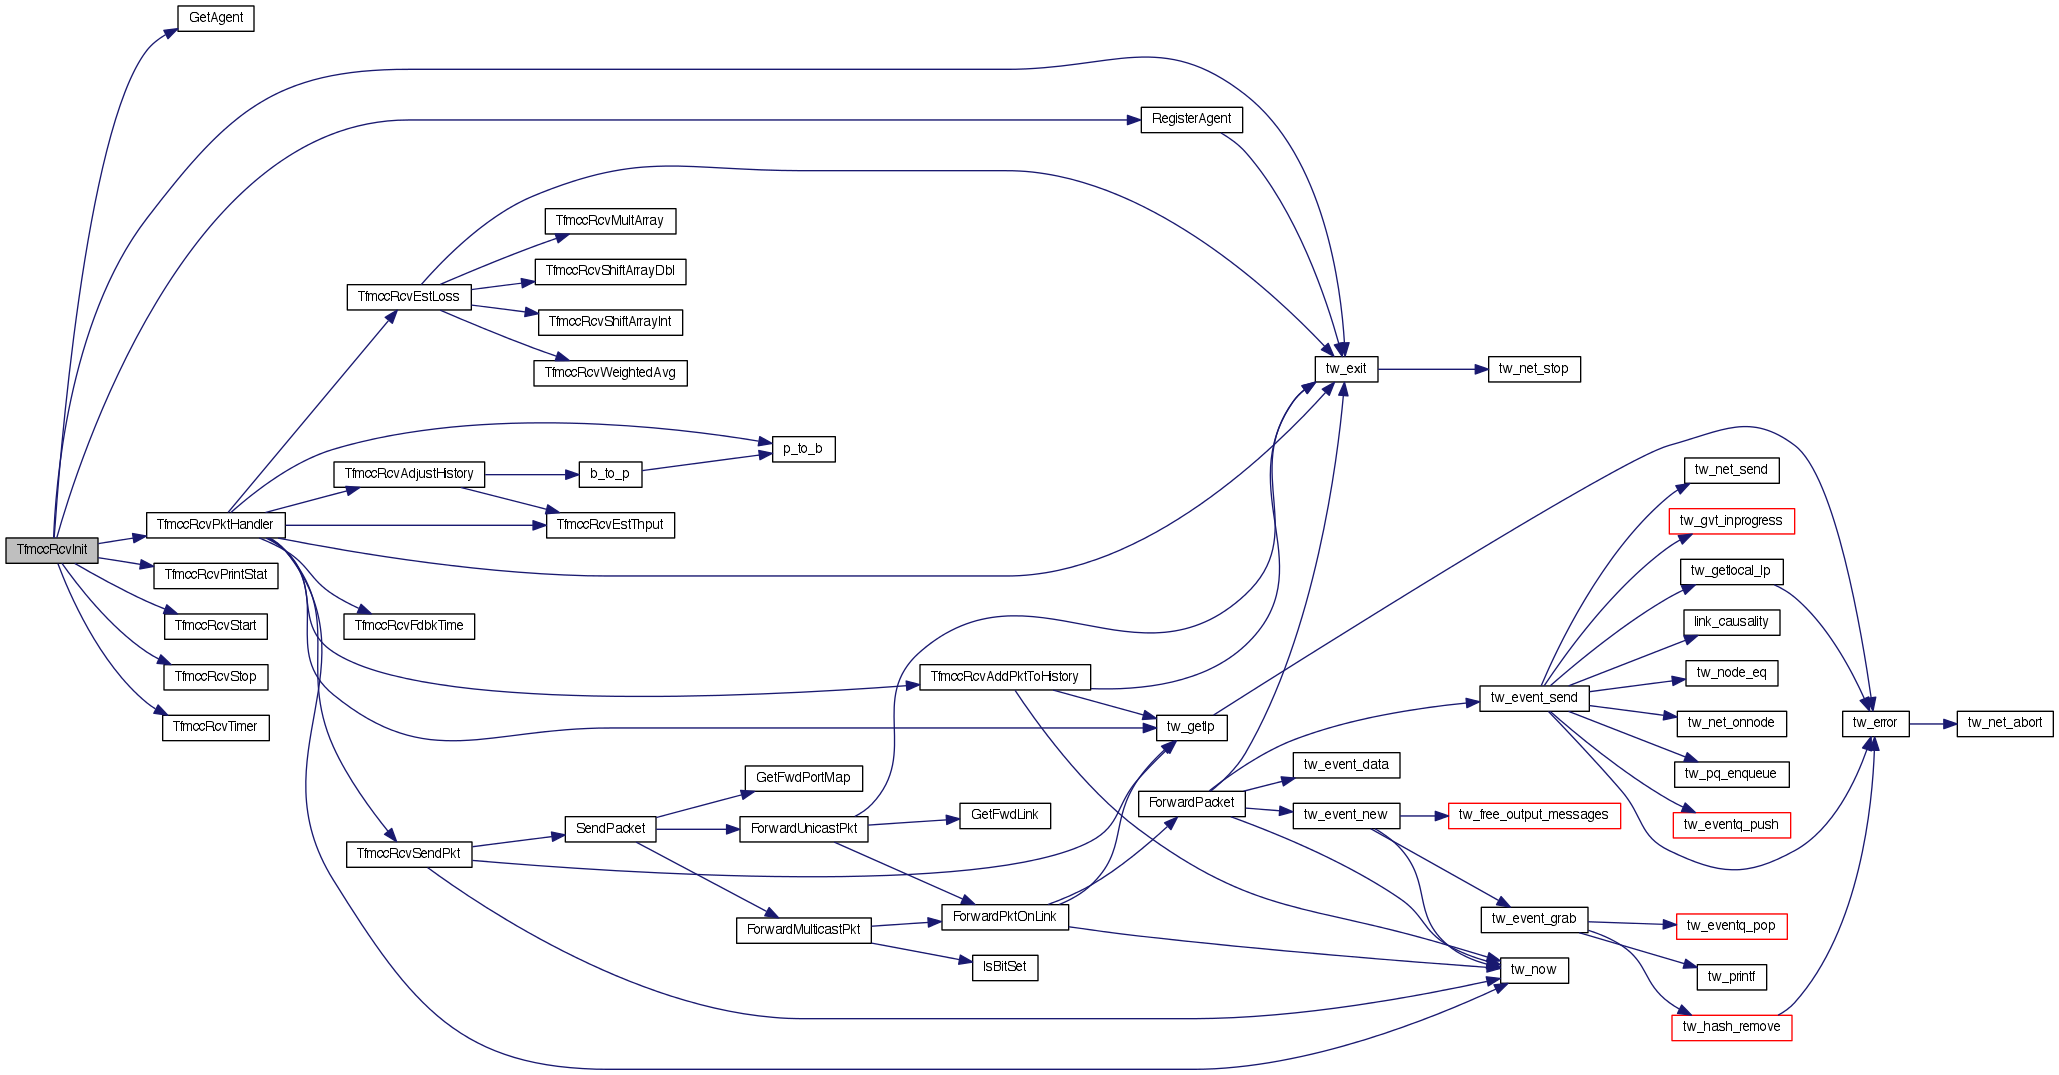 GetAgent
RegisterAgent
TfmccRcvMultArray
TfmccRcvShiftArrayDbl
TfmccRcvEstLoss
TfmccRcvShiftArrayInt
TfmccRcvWeightedAvg
tw_exit
tw_net_stop
p_to_b
TfmccRcvAdjustHistory
b_to_p
tw_net_send
TfmccRcvPktHandler
TfmccRcvEstThput
tw_gvt_inprogress
TfmccRcvInit
TfmccRcvPrintStat
tw_getlocal_lp
TfmccRcvStart
TfmccRcvFdbkTime
link_causality
TfmccRcvStop
TfmccRcvAddPktToHistory
tw_node_eq
tw_event_send
TfmccRcvTimer
tw_getlp
tw_net_onnode
tw_error
tw_net_abort
GetFwdPortMap
tw_event_data
tw_pq_enqueue
ForwardPacket
SendPacket
ForwardUnicastPkt
GetFwdLink
tw_event_new
tw_free_output_messages
tw_eventq_push
TfmccRcvSendPkt
ForwardMulticastPkt
ForwardPktOnLink
tw_event_grab
tw_eventq_pop
IsBitSet
tw_now
tw_printf
tw_hash_remove